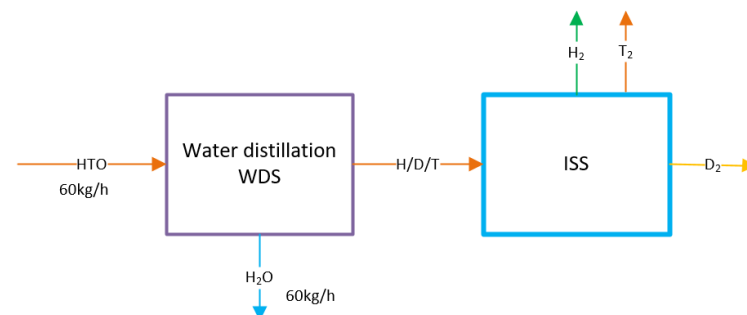 H₂
T₂
Water distillation
WDS
HTO
H/D/T
ISS
D₂
60kg/h
H₂O
60kg/h